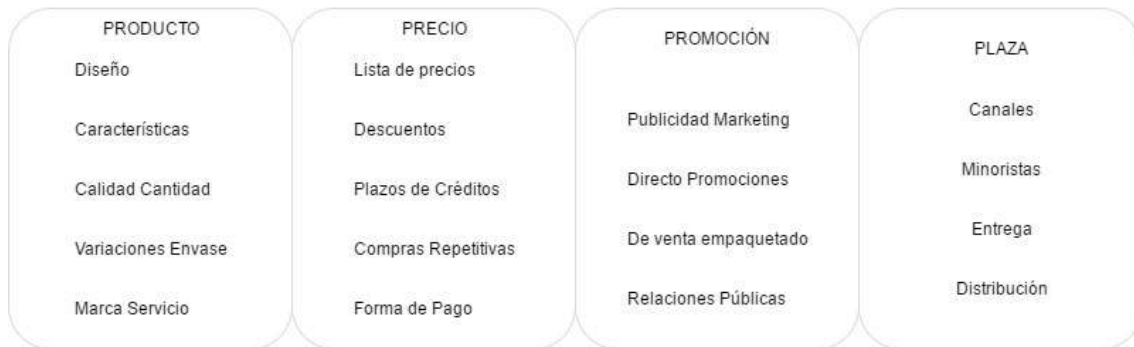 PRODUCTO
Diseño
Características
Calidad Cantidad
Variaciones Envase
Marca Servicio
PRECIO
Lista de precios
Descuentos
Plazos de Créditos
Compras Repetitivas
Forma de Pago
PROMOCIÓN
Publicidad Marketing
Directo Promociones
De venta empaquetado
Relaciones Públicas
PLAZA
Canales
Minoristas
Entrega
Distribución